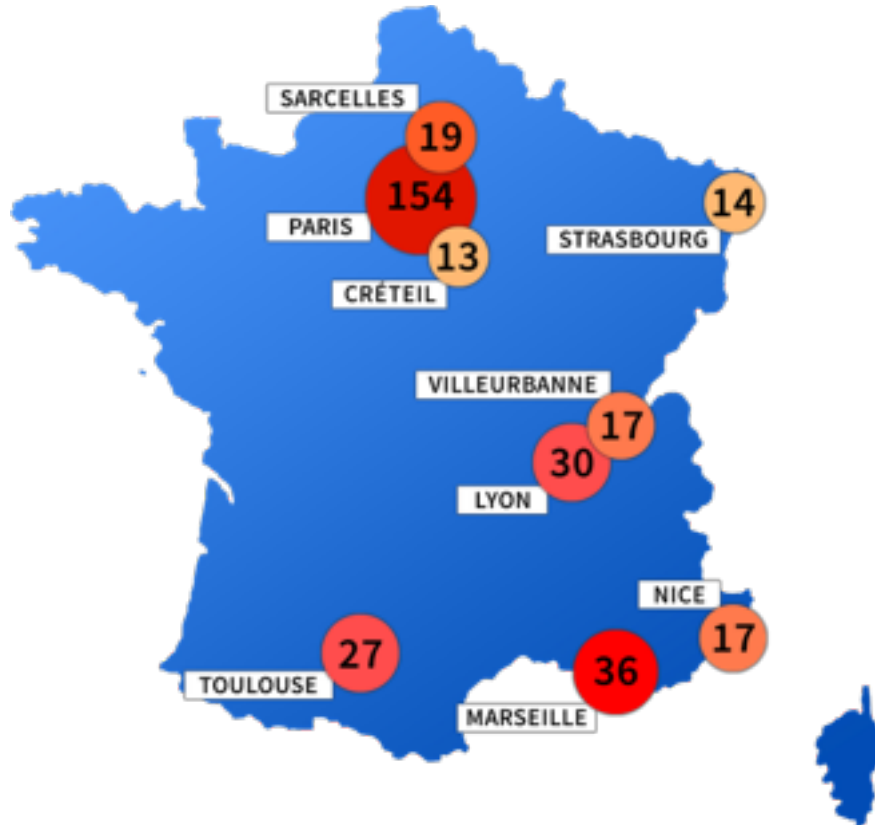 SARCELLES
19
154
PARIS
13
CRÉTEIL
14
STRASBOURG
VILLEURBANNE
17
30
LYON
NICE
17
27
TOULOUSE
36
MARSEILLE